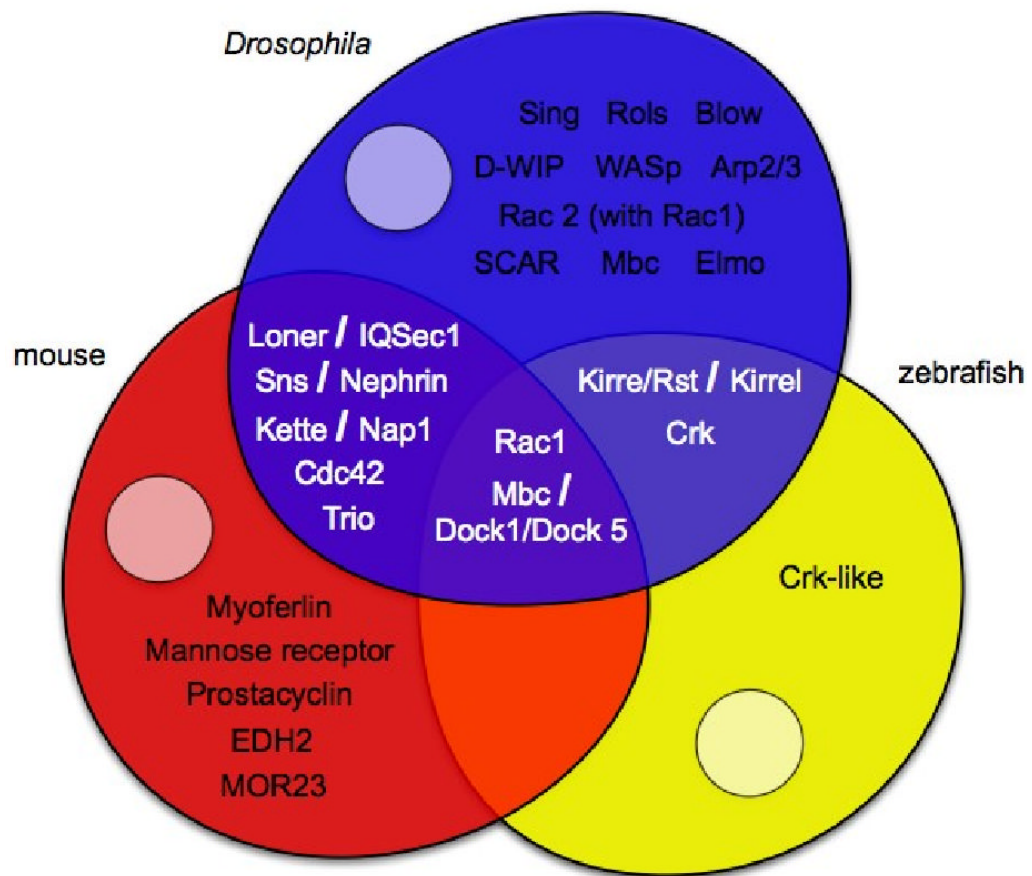 Drosophila
Sing Rols Blow
D-WIP WASp Arp2/3
Rac 2 (with Rac1)
SCAR Mbc Elmo
mouse
zebrafish
Loner / IQSec1
Sns / Nephrin
Kette / Nap1
Cdc42
Trio
Kirre/Rst / Kirrel
Crk
Rac1
Mbc /
Dock1/Dock 5
Crk-like
Myoferlin
Mannose receptor
Prostacyclin
EDH2
MOR23